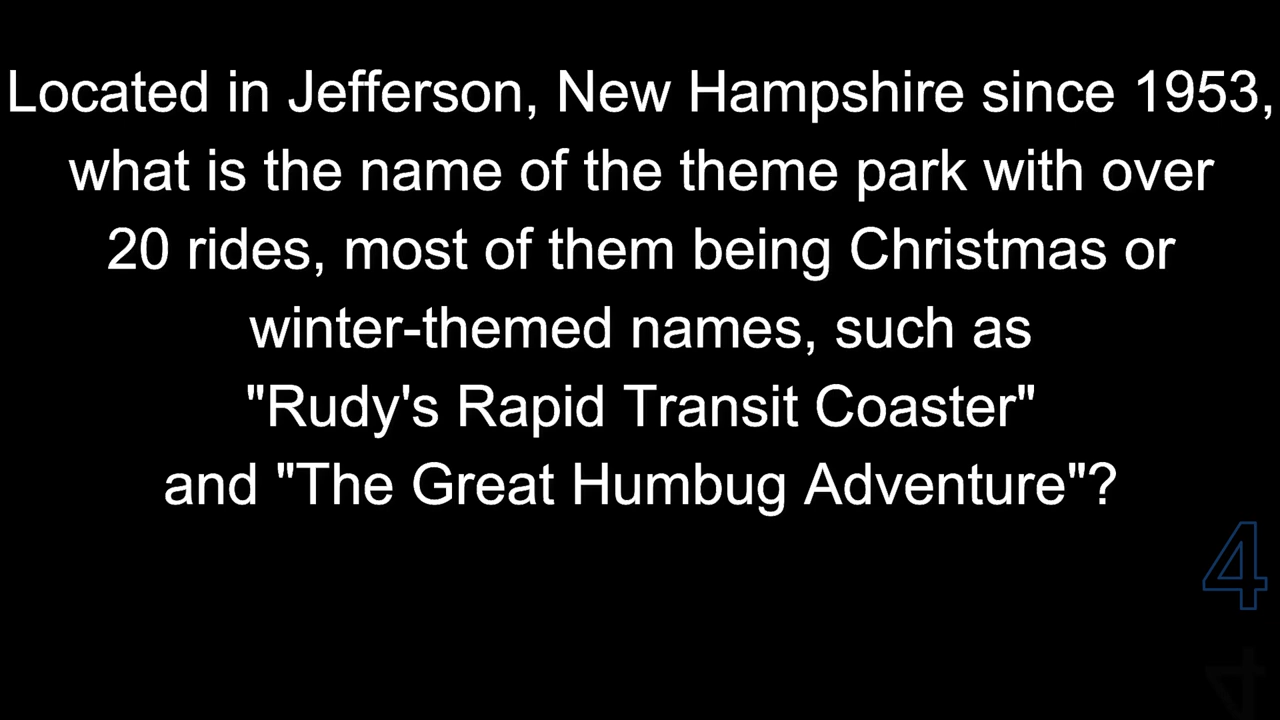 Located in Jefferson, New Hampshire since 1953,
what is the name of the theme park with over
20 rides, most of them being Christmas or
winter-themed names, such as
"Rudy's Rapid Transit Coaster"
and "The Great Humbug Adventure"?
4